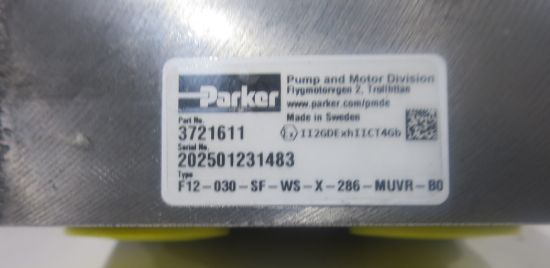 Parker
Pump and Motor Division
Flygmotorvgen 2, Trollhttan
www.parker.com/pmde
Made in Sweden
Part No.
3721611
II2GDExhIICT4Gb
Serial No.
202501231483
Type
F12-030-SF-WS-X-286-MUVR-B0